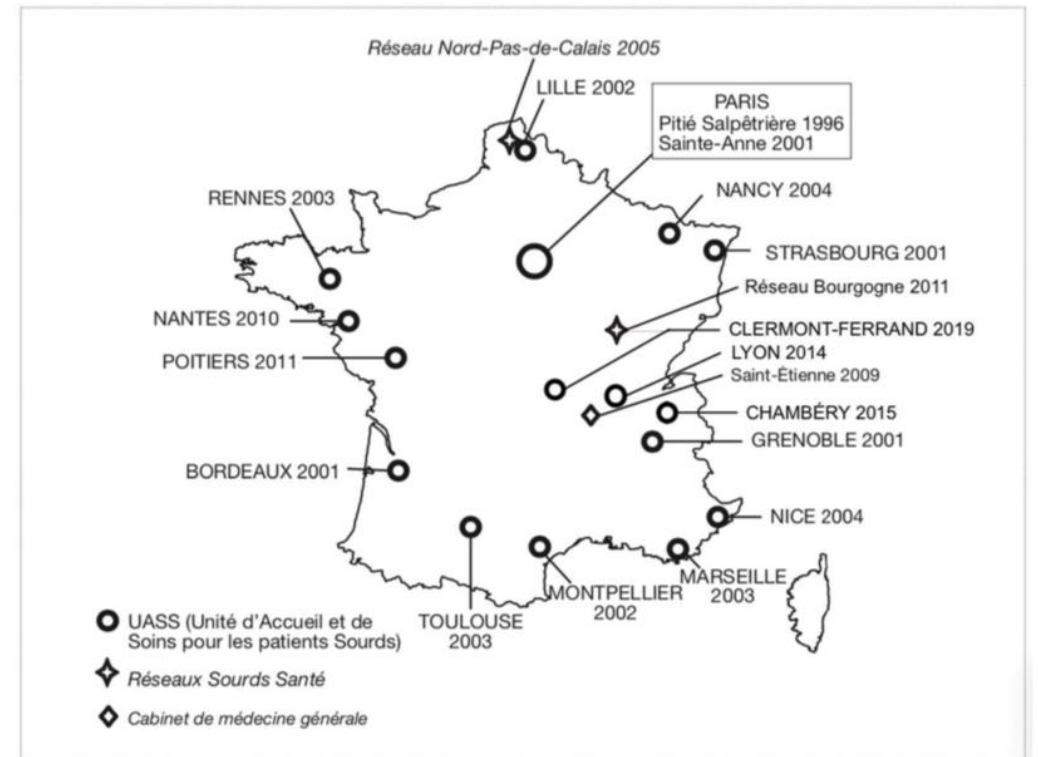 Réseau Nord-Pas-de-Calais 2005
LILLE 2002
PARIS
Pitié Salpêtrière 1996
Sainte-Anne 2001
NANCY 2004
RENNES 2003
STRASBOURG 2001
Réseau Bourgogne 2011
NANTES 2010
CLERMONT-FERRAND 2019
LYON 2014
POITIERS 2011
Saint-Étienne 2009
CHAMBÉRY 2015
GRENOBLE 2001
BORDEAUX 2001
NICE 2004
MARSEILLE
2003
MONTPELLIER
2002
TOULOUSE
2003
UASS (Unité d'Accueil et de
Soins pour les patients Sourds)
Réseaux Sourds Santé
Cabinet de médecine générale